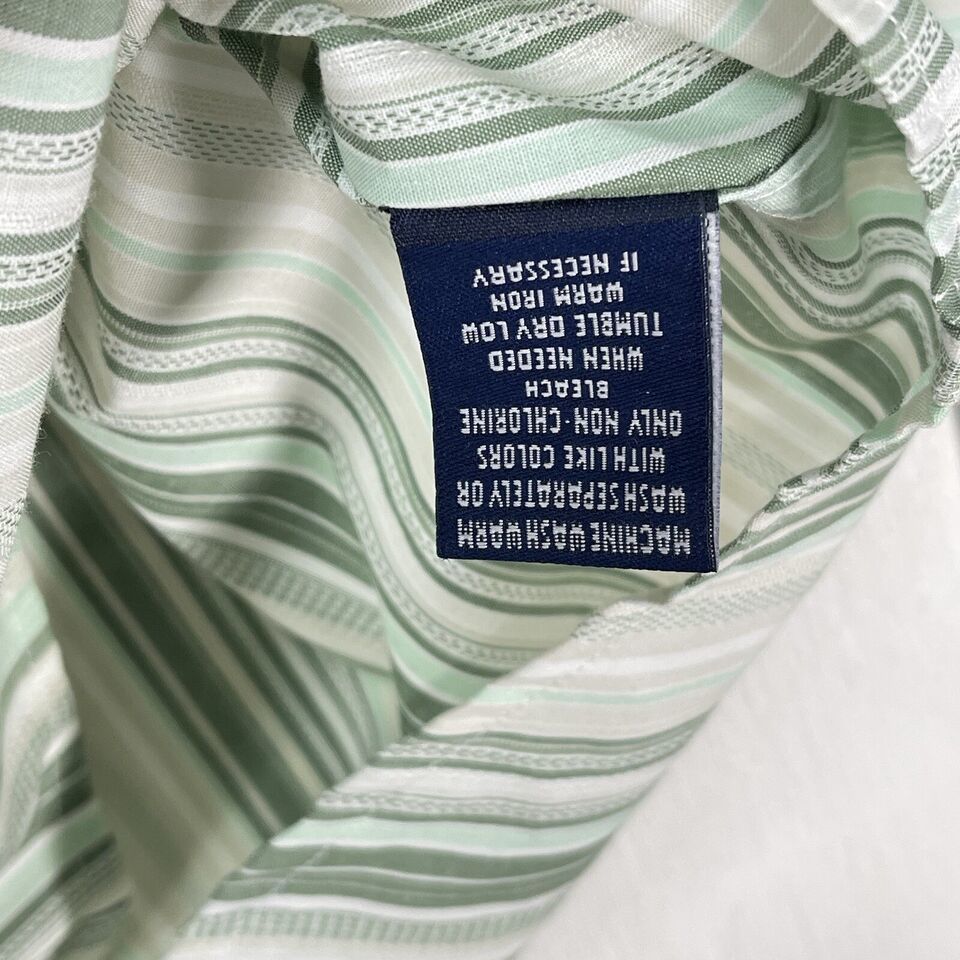 MACHINE WASH WARM
WASH SEPARATELY OR
WITH LIKE COLORS
ONLY NON-CHLORINE
BLEACH
WHEN NEEDED
TUMBLE DRY LOW
WARM IRON
IF NECESSARY